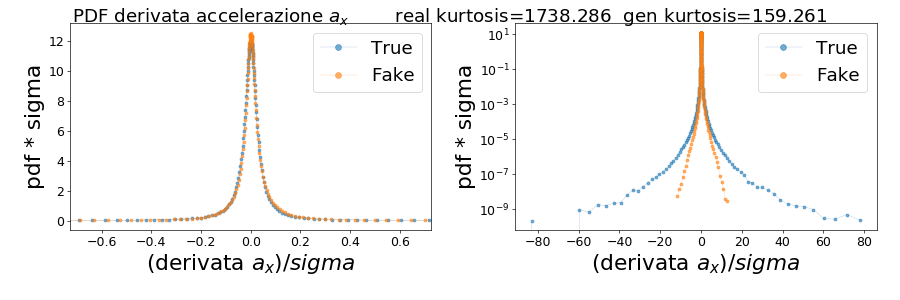 PDF derivata accelerazione a_x real kurtosis=1738.286 gen kurtosis=159.261
12
10
8
6
4
2
0
pdf * sigma
True
Fake
−0.6 −0.4 −0.2 0.0 0.2 0.4 0.6
(derivata a_x)/sigma
10^1
10^−1
10^−3
10^−5
10^−7
10^−9
pdf * sigma
True
Fake
−80 −60 −40 −20 0 20 40 60 80
(derivata a_x)/sigma